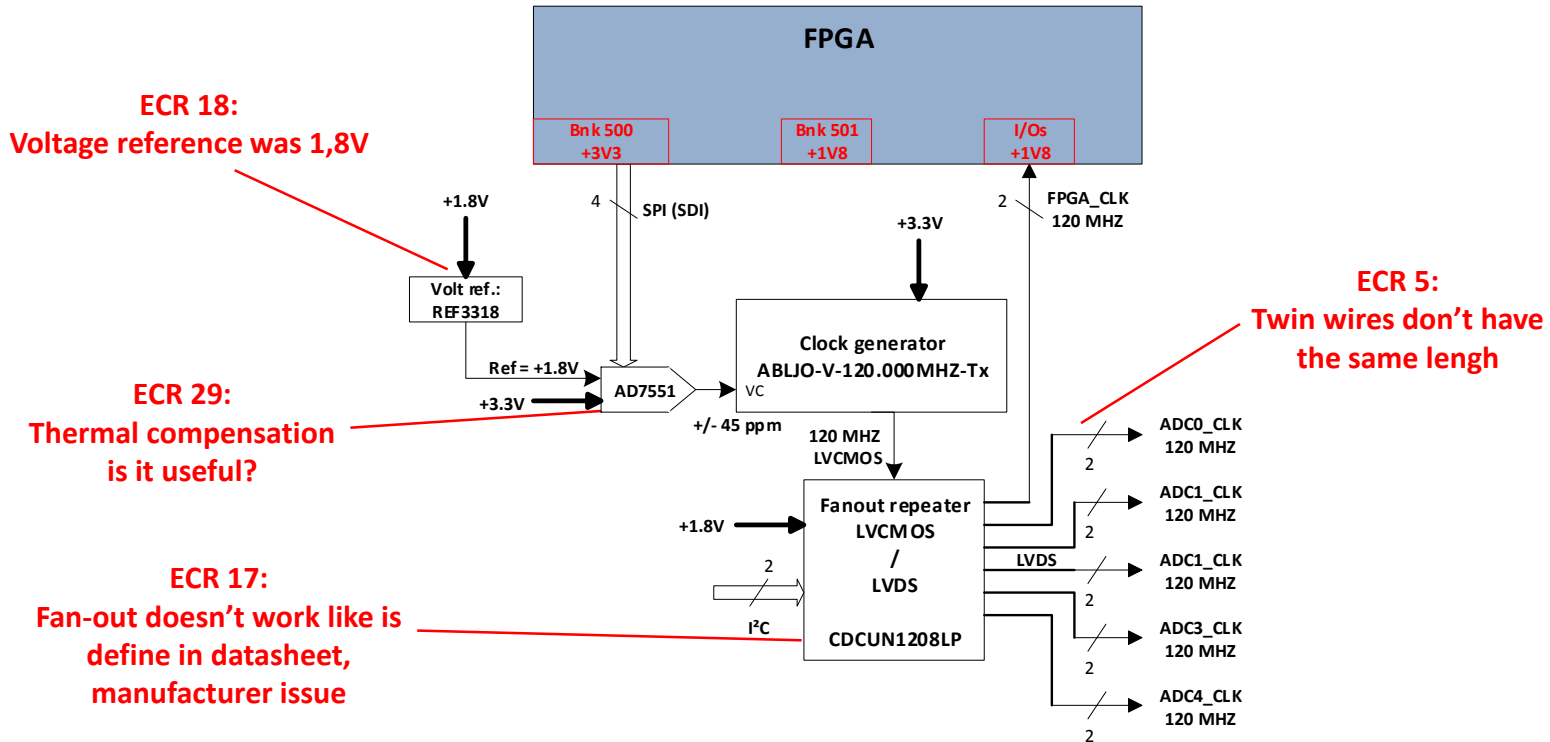 FPGA
ECR 18:
Voltage reference was 1,8V
Bnk 500
+3V3
Bnk 501
+1V8
I/Os
+1V8
4
SPI (SDI)
2
FPGA_CLK
120 MHZ
+1.8V
+3.3V
Volt ref.:
REF3318
ECR 5:
Twin wires don't have
the same lengh
Clock generator
ABLJO-V-120.000MHZ-Tx
VC
Ref = +1.8V
AD7551
+3.3V
+/- 45 ppm
ECR 29:
Thermal compensation
is it useful?
120 MHZ
LVCMOS
ADC0_CLK
120 MHZ
2
Fanout repeater
LVCMOS
/
LVDS
CDCUN1208LP
+1.8V
2
I²C
LVDS
ADC1_CLK
120 MHZ
2
ADC1_CLK
120 MHZ
2
ADC3_CLK
120 MHZ
2
ADC4_CLK
120 MHZ
2
ECR 17:
Fan-out doesn't work like is
define in datasheet,
manufacturer issue